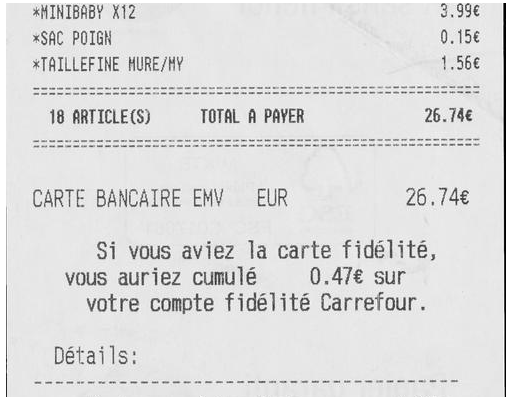 *MINIBABY X12 3.99€
*SAC POIGN 0.15€
*TAILLEFINE MURE/MY 1.56€
==========================================
18 ARTICLE(S) TOTAL A PAYER 26.74€
==========================================
CARTE BANCAIRE EMV EUR 26.74€
Si vous aviez la carte fidélité,
vous auriez cumulé 0.47€ sur
votre compte fidélité Carrefour.
Détails:
----------------------------------------